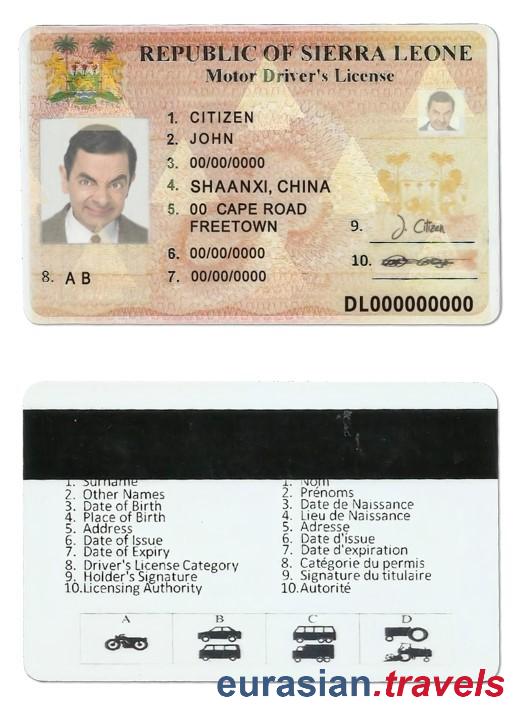 REPUBLIC OF SIERRA LEONE
Motor Driver's License
1. CITIZEN
2. JOHN
3. 00/00/0000
4. SHAANXI, CHINA
5. 00 CAPE ROAD
FREETOWN
6. 00/00/0000
7. 00/00/0000
8. A B
9. J. Citizen
10.
DL000000000
1. Surname
2. Other Names
3. Date of Birth
4. Place of Birth
5. Address
6. Date of Issue
7. Date of Expiry
8. Driver's License Category
9. Holder's Signature
10.Licensing Authority
1. Nom
2. Prénoms
3. Date de Naissance
4. Lieu de Naissance
5. Adresse
6. Date d'issue
7. Date d'expiration
8. Catégorie du permis
9. Signature du titulaire
10. Autorité
A B C D
eurasian.travels